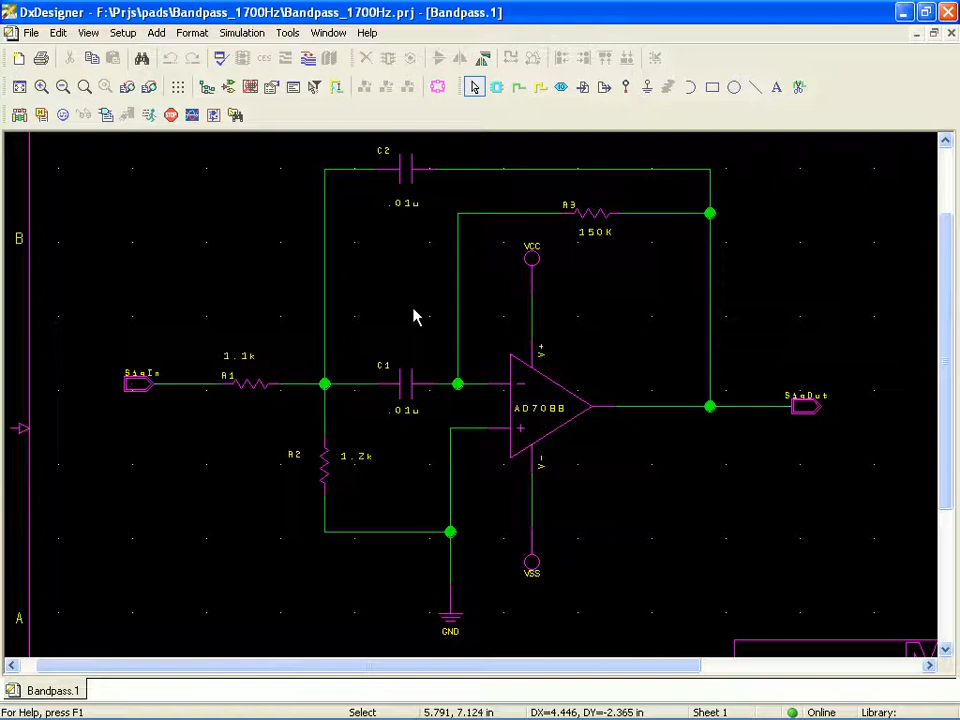 DxDesigner - F:\Prjs\pads\Bandpass_1700Hz\Bandpass_1700Hz.prj - [Bandpass.1]
File Edit View Setup Add Format Simulation Tools Window Help
CES
C2
.01u
R3
150K
B
VCC
V+
1.1k
SigIn
R1
C1
.01u
AD708B
SigOut
R2
1.2k
V-
VSS
A
GND
Bandpass.1
For Help, press F1 Select 5.791, 7.124 in DX=4.446, DY=-2.365 in Sheet 1 Online Library: